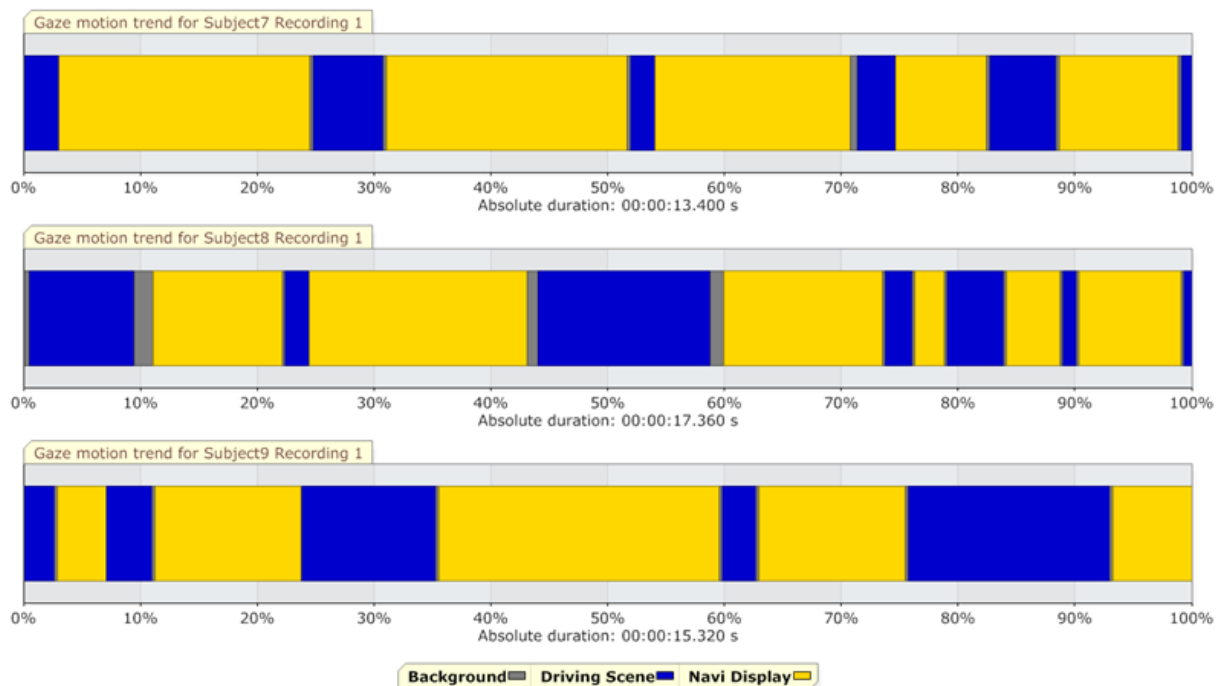 Gaze motion trend for Subject7 Recording 1
0% 10% 20% 30% 40% 50% 60% 70% 80% 90% 100%
Absolute duration: 00:00:13.400 s
Gaze motion trend for Subject8 Recording 1
0% 10% 20% 30% 40% 50% 60% 70% 80% 90% 100%
Absolute duration: 00:00:17.360 s
Gaze motion trend for Subject9 Recording 1
0% 10% 20% 30% 40% 50% 60% 70% 80% 90% 100%
Absolute duration: 00:00:15.320 s
Background Driving Scene Navi Display